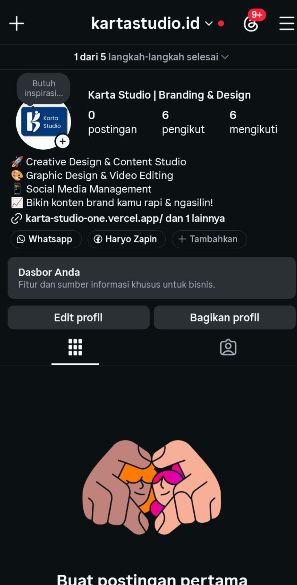 kartastudio.id
9+
1 dari 5 langkah-langkah selesai
Butuh
inspirasi...
Karta Studio
Karta Studio | Branding & Design
0 6 6
postingan pengikut mengikuti
🚀 Creative Design & Content Studio
🎨 Graphic Design & Video Editing
📱 Social Media Management
📈 Bikin konten brand kamu rapi & ngasilin!
karta-studio-one.vercel.app/ dan 1 lainnya
Whatsapp Haryo Zapin + Tambahkan
Dasbor Anda
Fitur dan sumber informasi khusus untuk bisnis.
Edit profil Bagikan profil
Buat postingan pertama